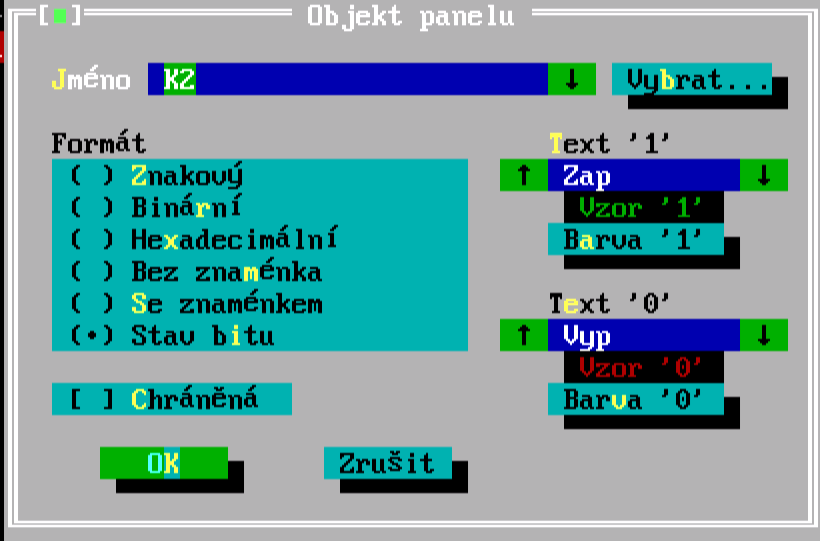 [■] Objekt panelu
Jméno KZ ↓ Vybrat...
Formát
( ) Znakový
( ) Binární
( ) Hexadecimální
( ) Bez znaménka
( ) Se znaménkem
(•) Stav bitu
[ ] Chráněná
Text '1'
↑ Zap ↓
Vzor '1'
Barva '1'
Text '0'
↑ Vyp ↓
Vzor '0'
Barva '0'
OK Zrušit